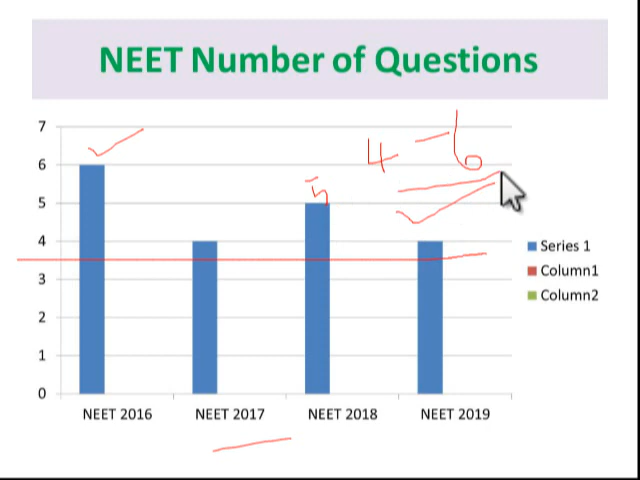 NEET Number of Questions
7
6
5
4
3
2
1
0
4 - 6
5
Series 1
Column1
Column2
NEET 2016 NEET 2017 NEET 2018 NEET 2019